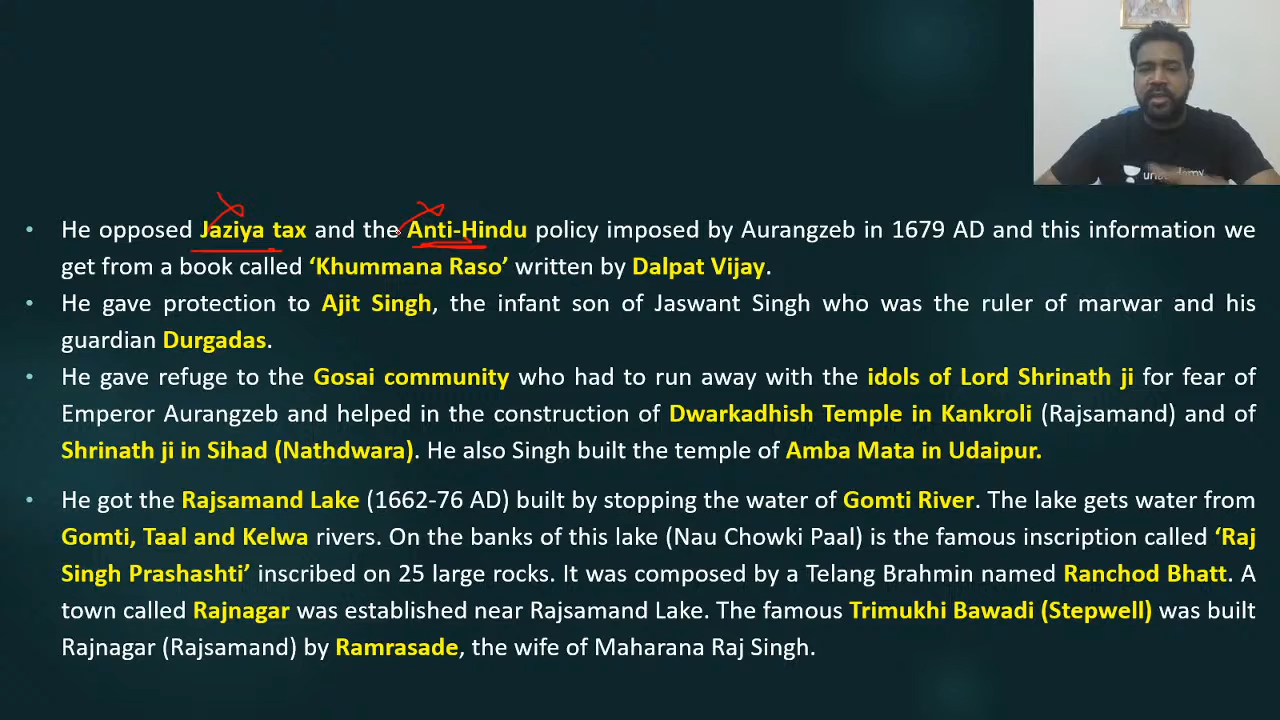 • He opposed Jaziya tax and the Anti-Hindu policy imposed by Aurangzeb in 1679 AD and this information we
get from a book called ‘Khummana Raso’ written by Dalpat Vijay.
• He gave protection to Ajit Singh, the infant son of Jaswant Singh who was the ruler of marwar and his
guardian Durgadas.
• He gave refuge to the Gosai community who had to run away with the idols of Lord Shrinath ji for fear of
Emperor Aurangzeb and helped in the construction of Dwarkadhish Temple in Kankroli (Rajsamand) and of
Shrinath ji in Sihad (Nathdwara). He also Singh built the temple of Amba Mata in Udaipur.
• He got the Rajsamand Lake (1662-76 AD) built by stopping the water of Gomti River. The lake gets water from
Gomti, Taal and Kelwa rivers. On the banks of this lake (Nau Chowki Paal) is the famous inscription called ‘Raj
Singh Prashashti’ inscribed on 25 large rocks. It was composed by a Telang Brahmin named Ranchod Bhatt. A
town called Rajnagar was established near Rajsamand Lake. The famous Trimukhi Bawadi (Stepwell) was built
Rajnagar (Rajsamand) by Ramrasade, the wife of Maharana Raj Singh.